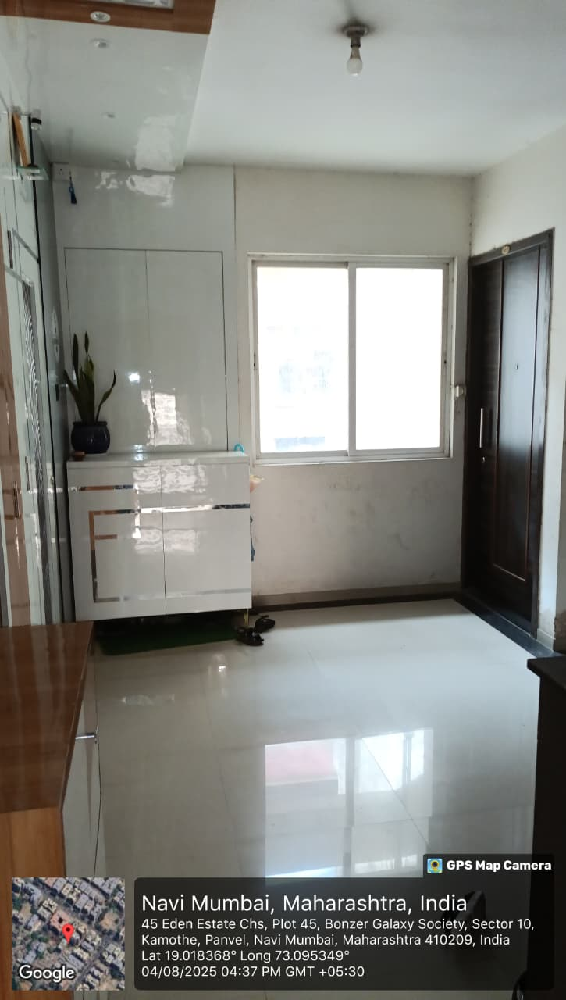 GPS Map Camera
Navi Mumbai, Maharashtra, India
45 Eden Estate Chs, Plot 45, Bonzer Galaxy Society, Sector 10,
Kamothe, Panvel, Navi Mumbai, Maharashtra 410209, India
Lat 19.018368° Long 73.095349°
04/08/2025 04:37 PM GMT +05:30
Google